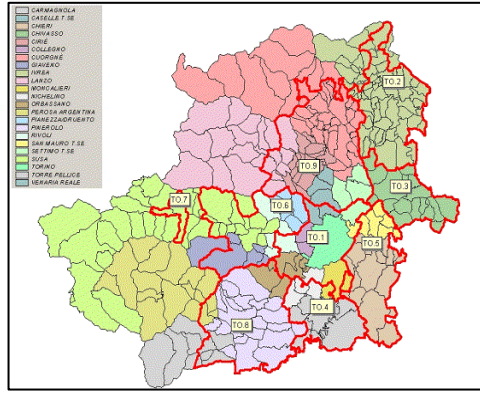 CARMAGNOLA
CASELLE T.SE
CHIERI
CHIVASSO
CIRIE'
COLLEGNO
CUORGNE'
GIAVENO
IVREA
LANZO
MONCALIERI
NICHELINO
ORBASSANO
PEROSA ARGENTINA
PIANEZZA/DRUENTO
PINEROLO
RIVOLI
SAN MAURO T.SE
SETTIMO T.SE
SUSA
TORINO
TORRE PELLICE
VENARIA REALE
TO.2
TO.9
TO.3
TO.7
TO.6
TO.1
TO.5
TO.4
TO.8